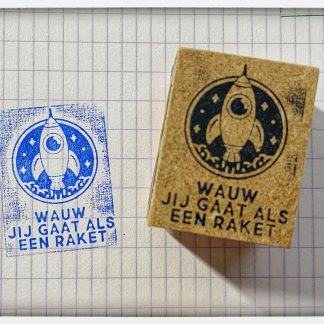 WAUW
JIJ GAAT ALS
EEN RAKET
WAUW
JIJ GAAT ALS
EEN RAKET